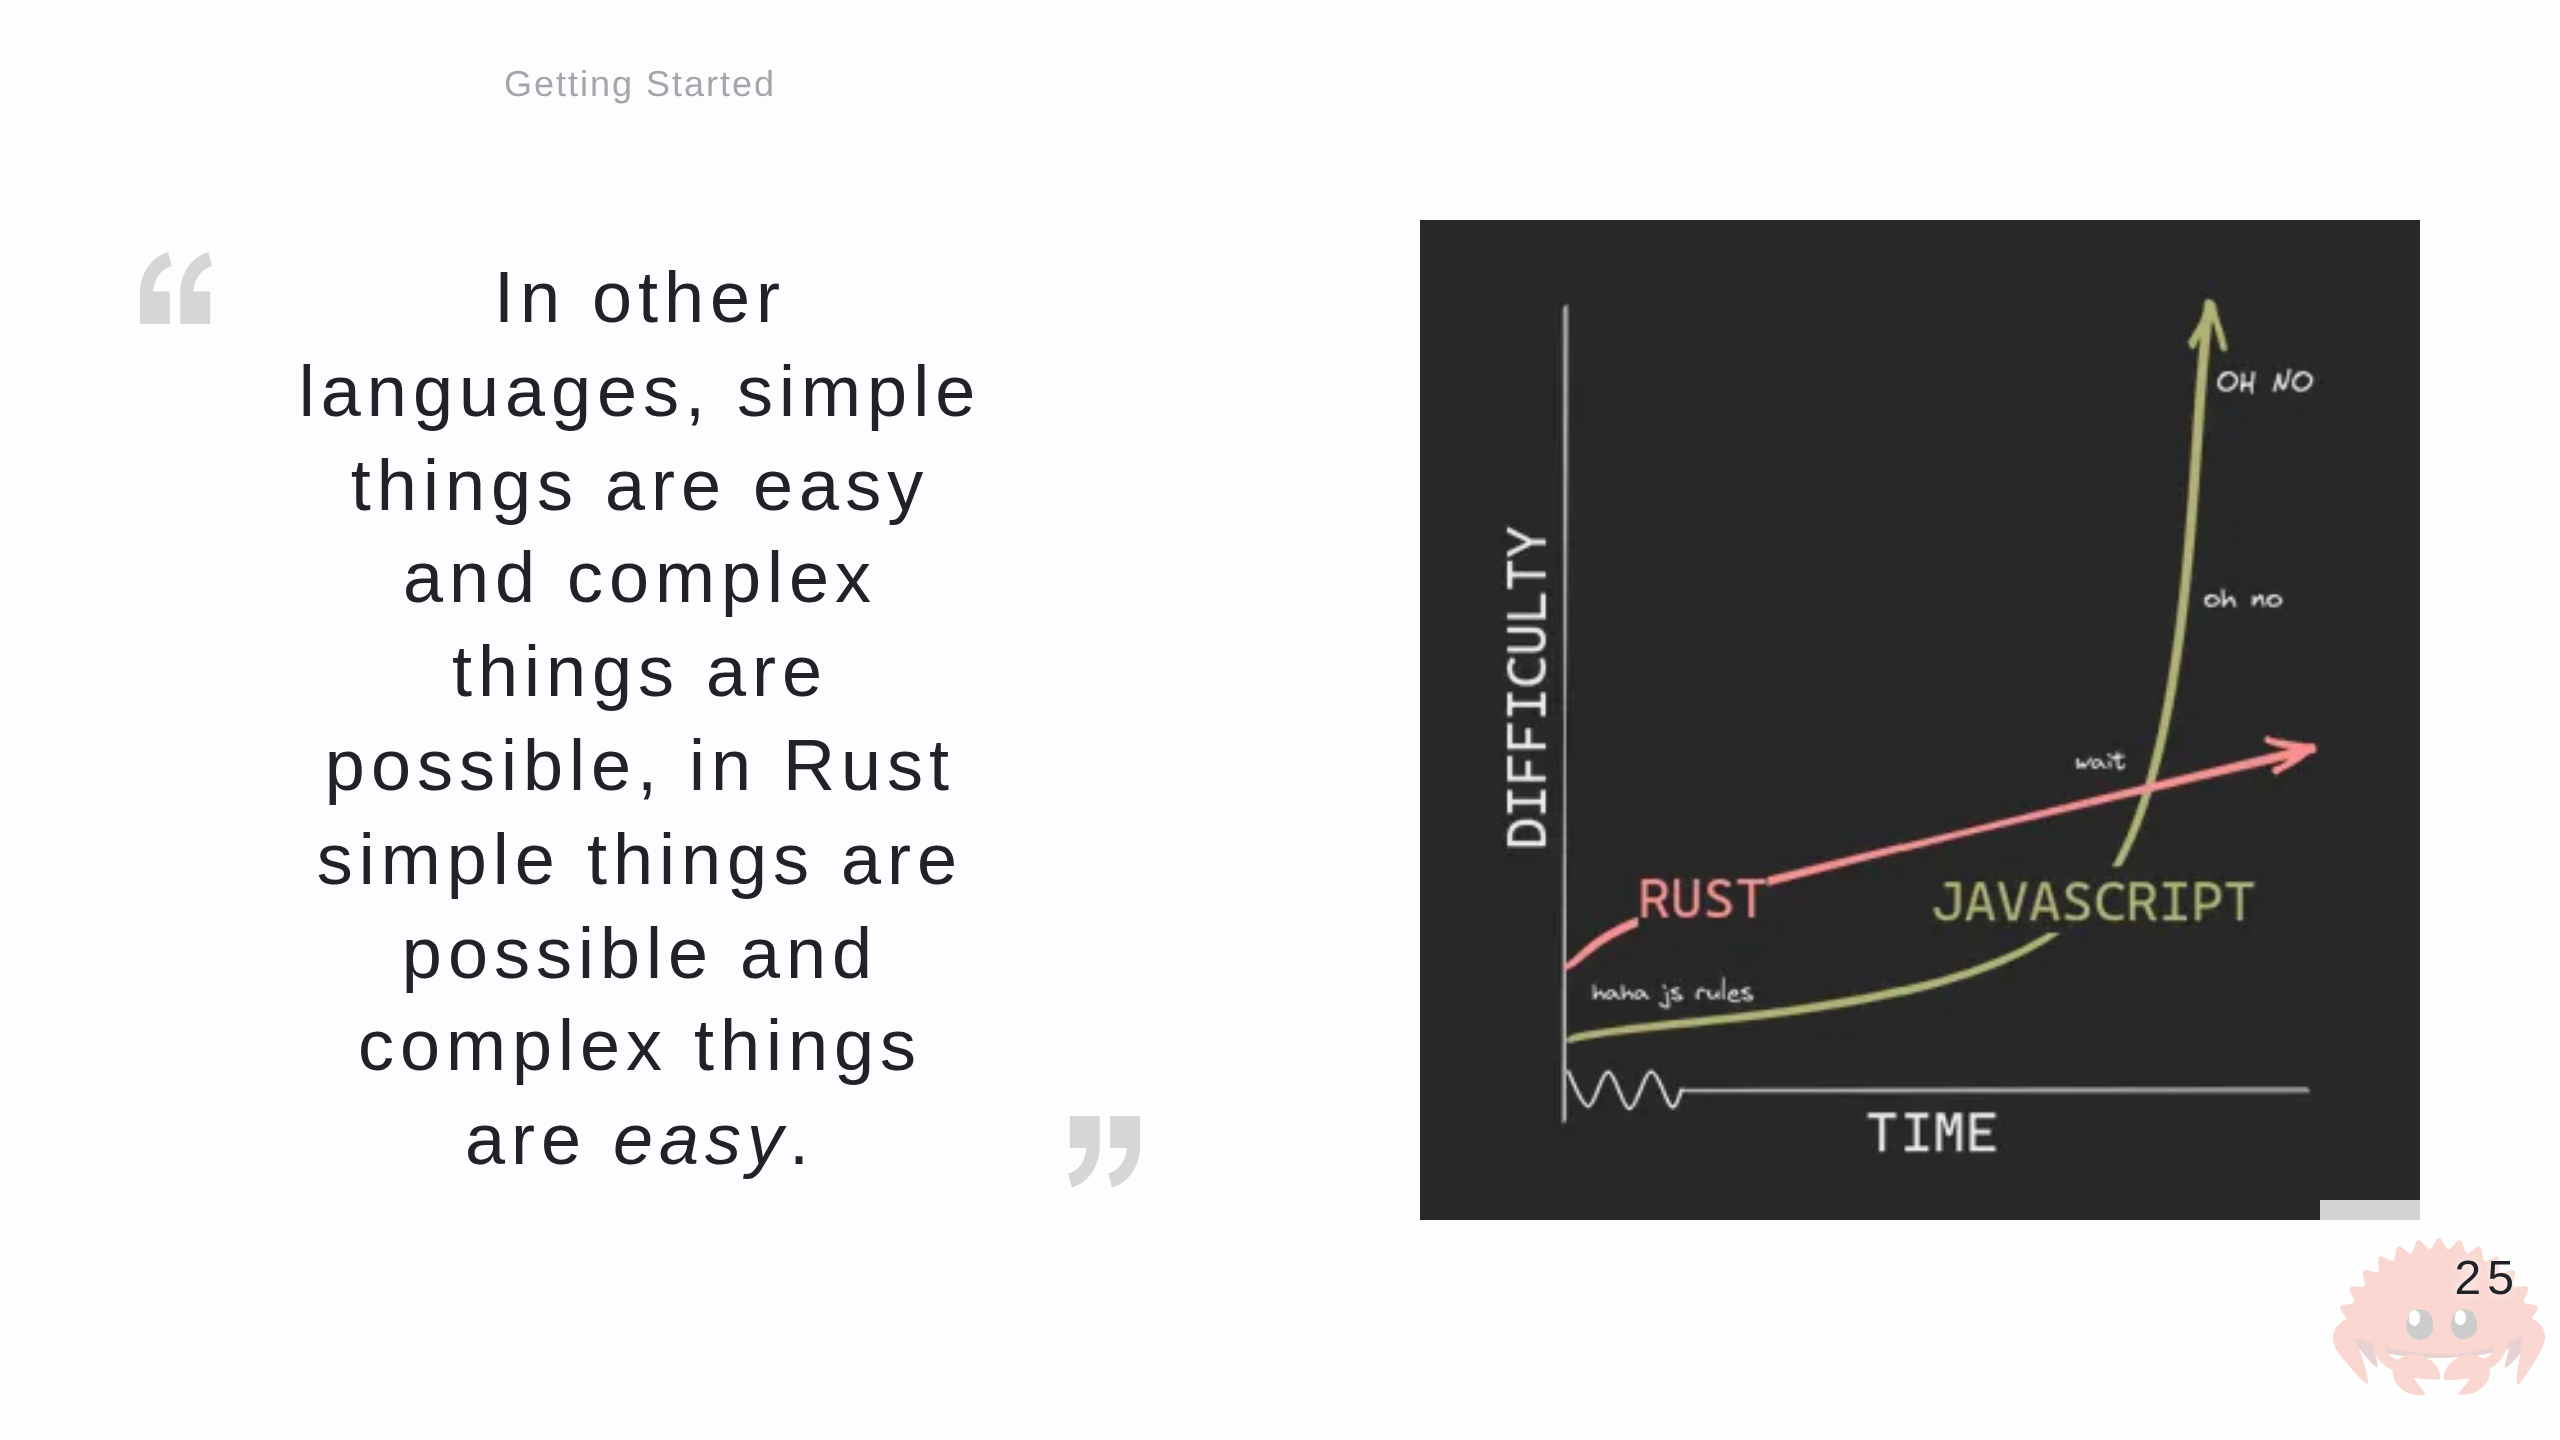 Getting Started
“
In other
languages, simple
things are easy
and complex
things are
possible, in Rust
simple things are
possible and
complex things
are easy.
”
DIFFICULTY
OH NO
oh no
wait
RUST
JAVASCRIPT
haha js rules
TIME
25